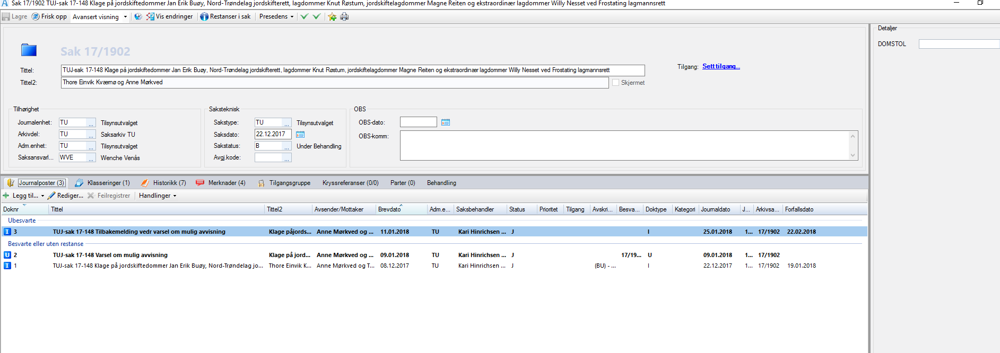 Sak 17/1902 TUJ-sak 17-148 Klage på jordskiftedommer Jan Erik Buøy, Nord-Trøndelag jordskifterett, lagdommer Knut Røstum, jordskiftelagdommer Magne Reiten og ekstraordinær lagdommer Willy Nesset ved Frostating lagmannsrett
Lagre Frisk opp Avansert visning Vis endringer Restanser i sak Presedens
Detaljer
DOMSTOL
Sak 17/1902
Tittel: TUJ-sak 17-148 Klage på jordskiftedommer Jan Erik Buøy, Nord-Trøndelag jordskifterett, lagdommer Knut Røstum, jordskiftelagdommer Magne Reiten og ekstraordinær lagdommer Willy Nesset ved Frostating lagmannsrett
Tilgang: Sett tilgang...
Tittel2: Thore Einvik Kværnø og Anne Mørkved
Skjermet
Tilhørighet
Journalenhet: TU ... Tilsynsutvalget
Arkivdel: TU ... Saksarkiv TU
Adm.enhet: TU ... Tilsynsutvalget
Saksansvarl... WVE ... Wenche Venås
Saksteknisk
Sakstype: TU ... Tilsynsutvalget
Saksdato: 22.12.2017
Sakstatus: B ... Under Behandling
Avgj.kode: ...
OBS
OBS-dato:
OBS-komm:
Journalposter (3) Klasseringer (1) Historikk (7) Merknader (4) Tilgangsgruppe Kryssreferanser (0/0) Parter (0) Behandling
Legg til... Rediger... Feilregistrer Handlinger
Doknr Tittel Tittel2 Avsender/Mottaker Brevdato Adm.e... Saksbehandler Status Prioritet Tilgang Avskri... Besva... Doktype Kategori Journaldato J... Arkivsa... Forfallsdato
Ubesvarte
I 3 TUJ-sak 17-148 Tilbakemelding vedr varsel om mulig avvisning Klage påjords... Anne Mørkved og ... 11.01.2018 TU Kari Hinrichsen ... J I 25.01.2018 1... 17/1902 22.02.2018
Besvarte eller uten restanse
U 2 TUJ-sak 17-148 Varsel om mulig avvisning Klage på jord... Anne Mørkved og ... 09.01.2018 TU Kari Hinrichsen ... J 17/19... U 09.01.2018 1... 17/1902
I 1 TUJ-sak 17-148 Klage på jordskiftedommer Jan Erik Buøy, Nord-Trøndelag jo... Thore Einvik K... Anne Mørkved og T... 08.12.2017 TU Kari Hinrichsen ... J (BU) - ... I 22.12.2017 1... 17/1902 19.01.2018